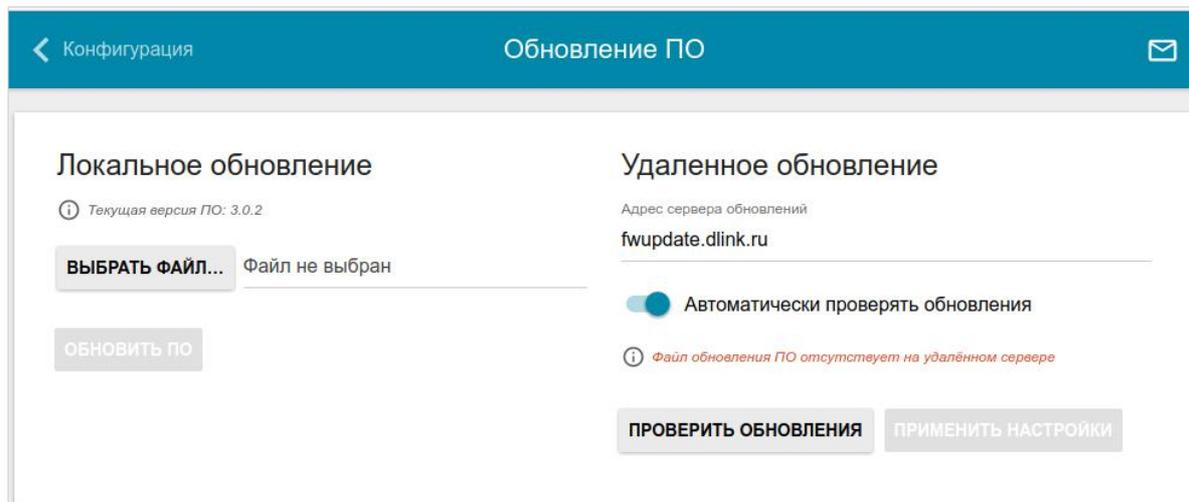 Конфигурация
Обновление ПО
Локальное обновление
Текущая версия ПО: 3.0.2
ВЫБРАТЬ ФАЙЛ... Файл не выбран
ОБНОВИТЬ ПО
Удаленное обновление
Адрес сервера обновлений
fwupdate.dlink.ru
Автоматически проверять обновления
Файл обновления ПО отсутствует на удалённом сервере
ПРОВЕРИТЬ ОБНОВЛЕНИЯ ПРИМЕНИТЬ НАСТРОЙКИ